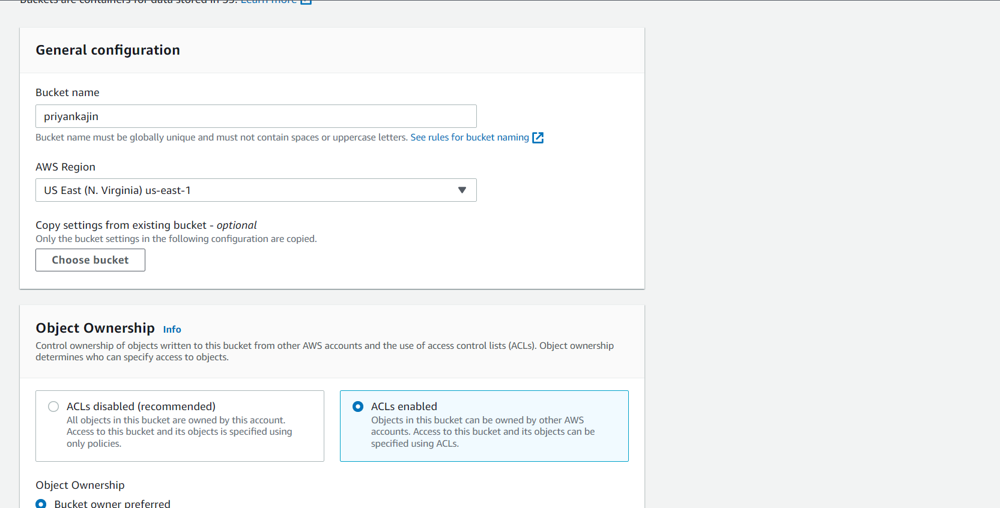 Buckets are containers for data stored in S3. Learn more
General configuration
Bucket name
priyankajin
Bucket name must be globally unique and must not contain spaces or uppercase letters. See rules for bucket naming
AWS Region
US East (N. Virginia) us-east-1
Copy settings from existing bucket - optional
Only the bucket settings in the following configuration are copied.
Choose bucket
Object Ownership Info
Control ownership of objects written to this bucket from other AWS accounts and the use of access control lists (ACLs). Object ownership
determines who can specify access to objects.
ACLs disabled (recommended)
All objects in this bucket are owned by this account.
Access to this bucket and its objects is specified using
only policies.
ACLs enabled
Objects in this bucket can be owned by other AWS
accounts. Access to this bucket and its objects can be
specified using ACLs.
Object Ownership
Bucket owner preferred